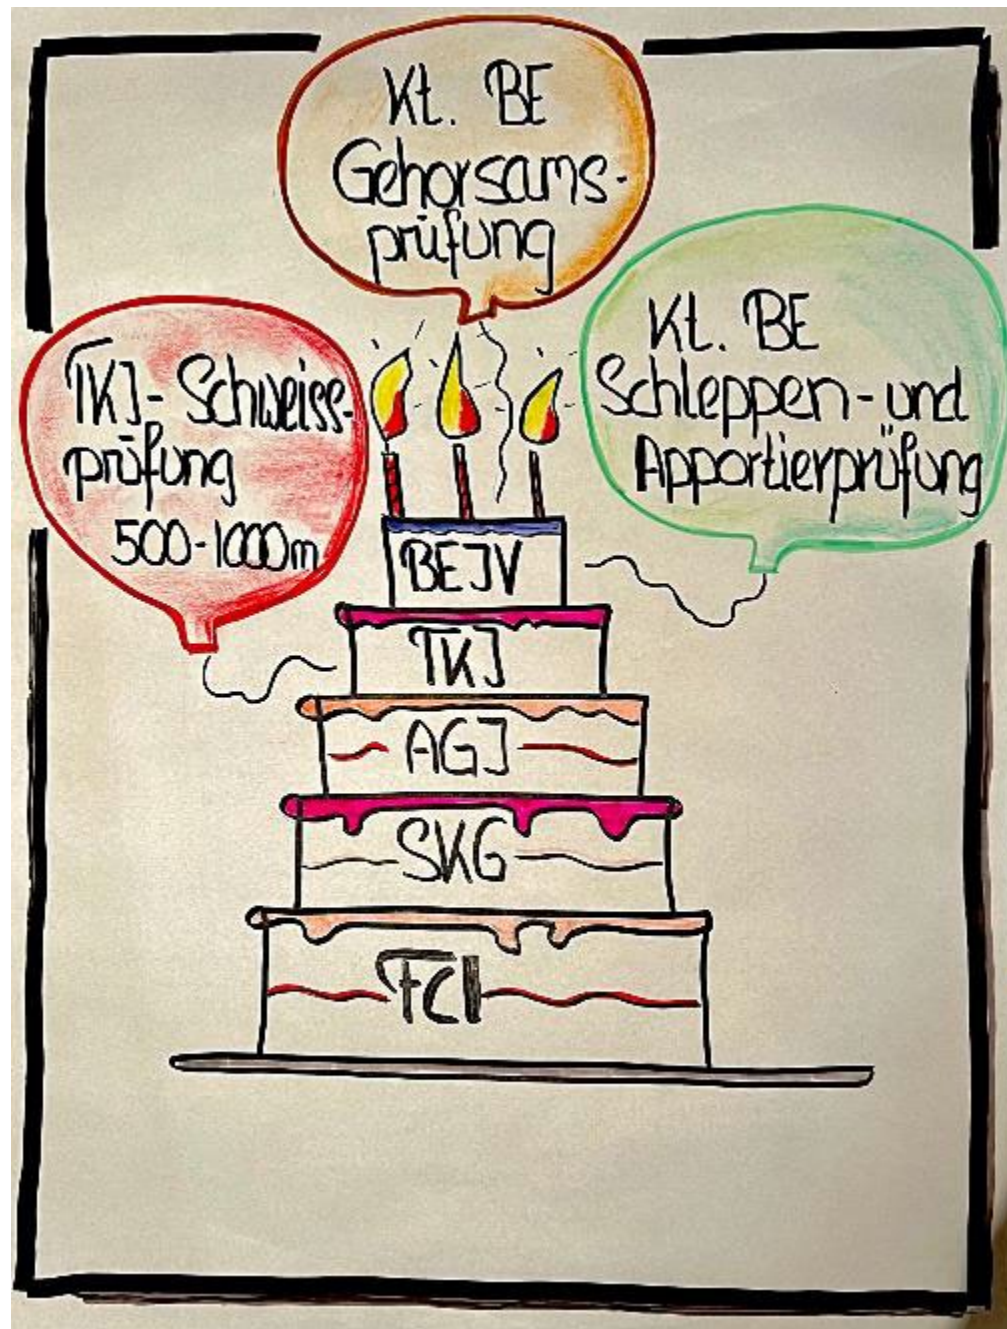 Kt. BE
Gehorsams-
prüfung
Kt. BE
Schleppen-und
Apportierprüfung
TKJ-Schweiss-
prüfung
500-1000m
BEJV
TKJ
AGJ
SKG
FCI